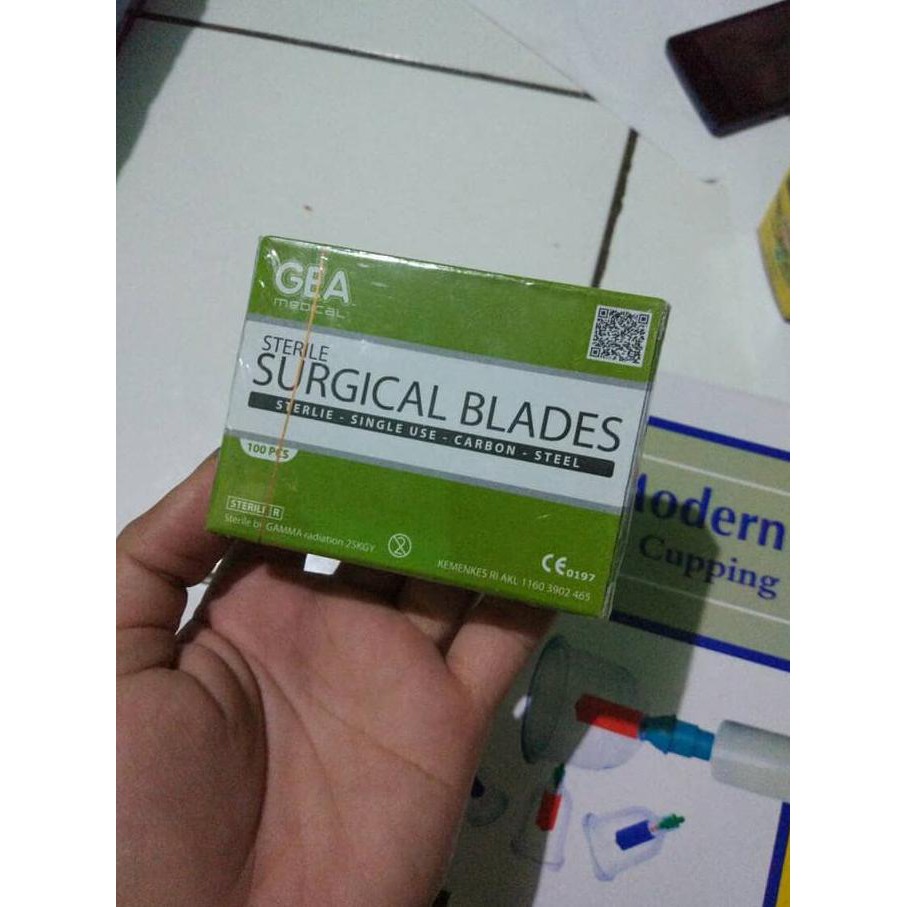 GEA
medical
STERILE
SURGICAL BLADES
STERLIE - SINGLE USE - CARBON - STEEL
100 PCS
STERILE R
Sterile by GAMMA radiation 25KGY
CE 0197
KEMENKES RI AKL 1160 3902 465
Modern
Cupping